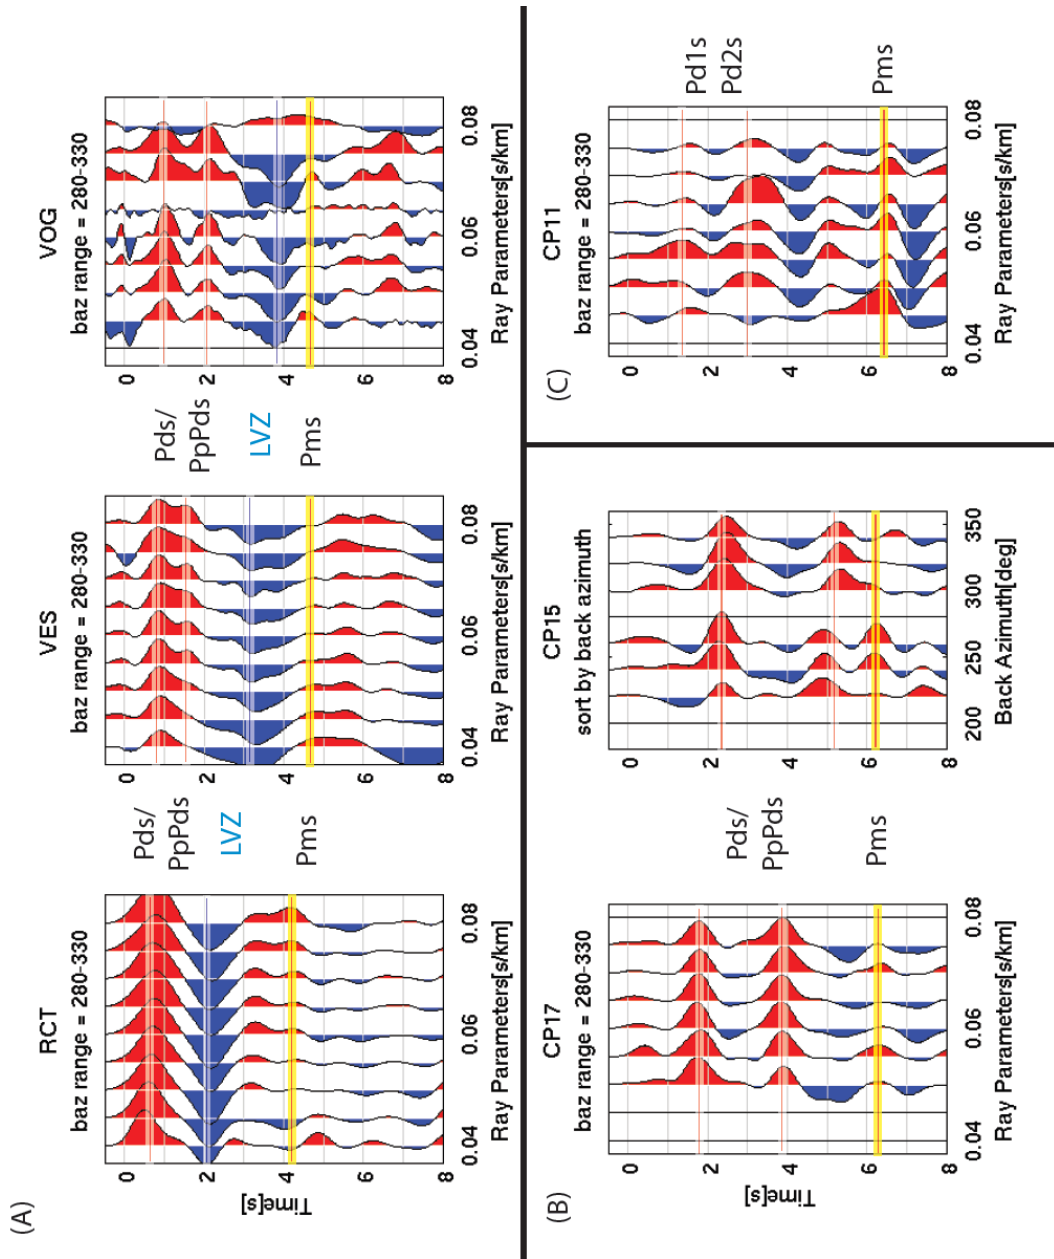 (A)
RCT
baz range = 280-330
Time[s]
0
2
4
6
8
0.04
0.06
0.08
Ray Parameters[s/km]
Pds/
PpPds
LVZ
Pms
VES
baz range = 280-330
0
2
4
6
8
0.04
0.06
0.08
Ray Parameters[s/km]
Pds/
PpPds
LVZ
Pms
VOG
baz range = 280-330
0
2
4
6
8
0.04
0.06
0.08
Ray Parameters[s/km]
(B)
CP17
baz range = 280-330
Time[s]
0
2
4
6
8
0.04
0.06
0.08
Ray Parameters[s/km]
Pds/
PpPds
Pms
CP15
sort by back azimuth
0
2
4
6
8
200
250
300
350
Back Azimuth[deg]
(C)
CP11
baz range = 280-330
0
2
4
6
8
0.04
0.06
0.08
Ray Parameters[s/km]
Pd1s
Pd2s
Pms